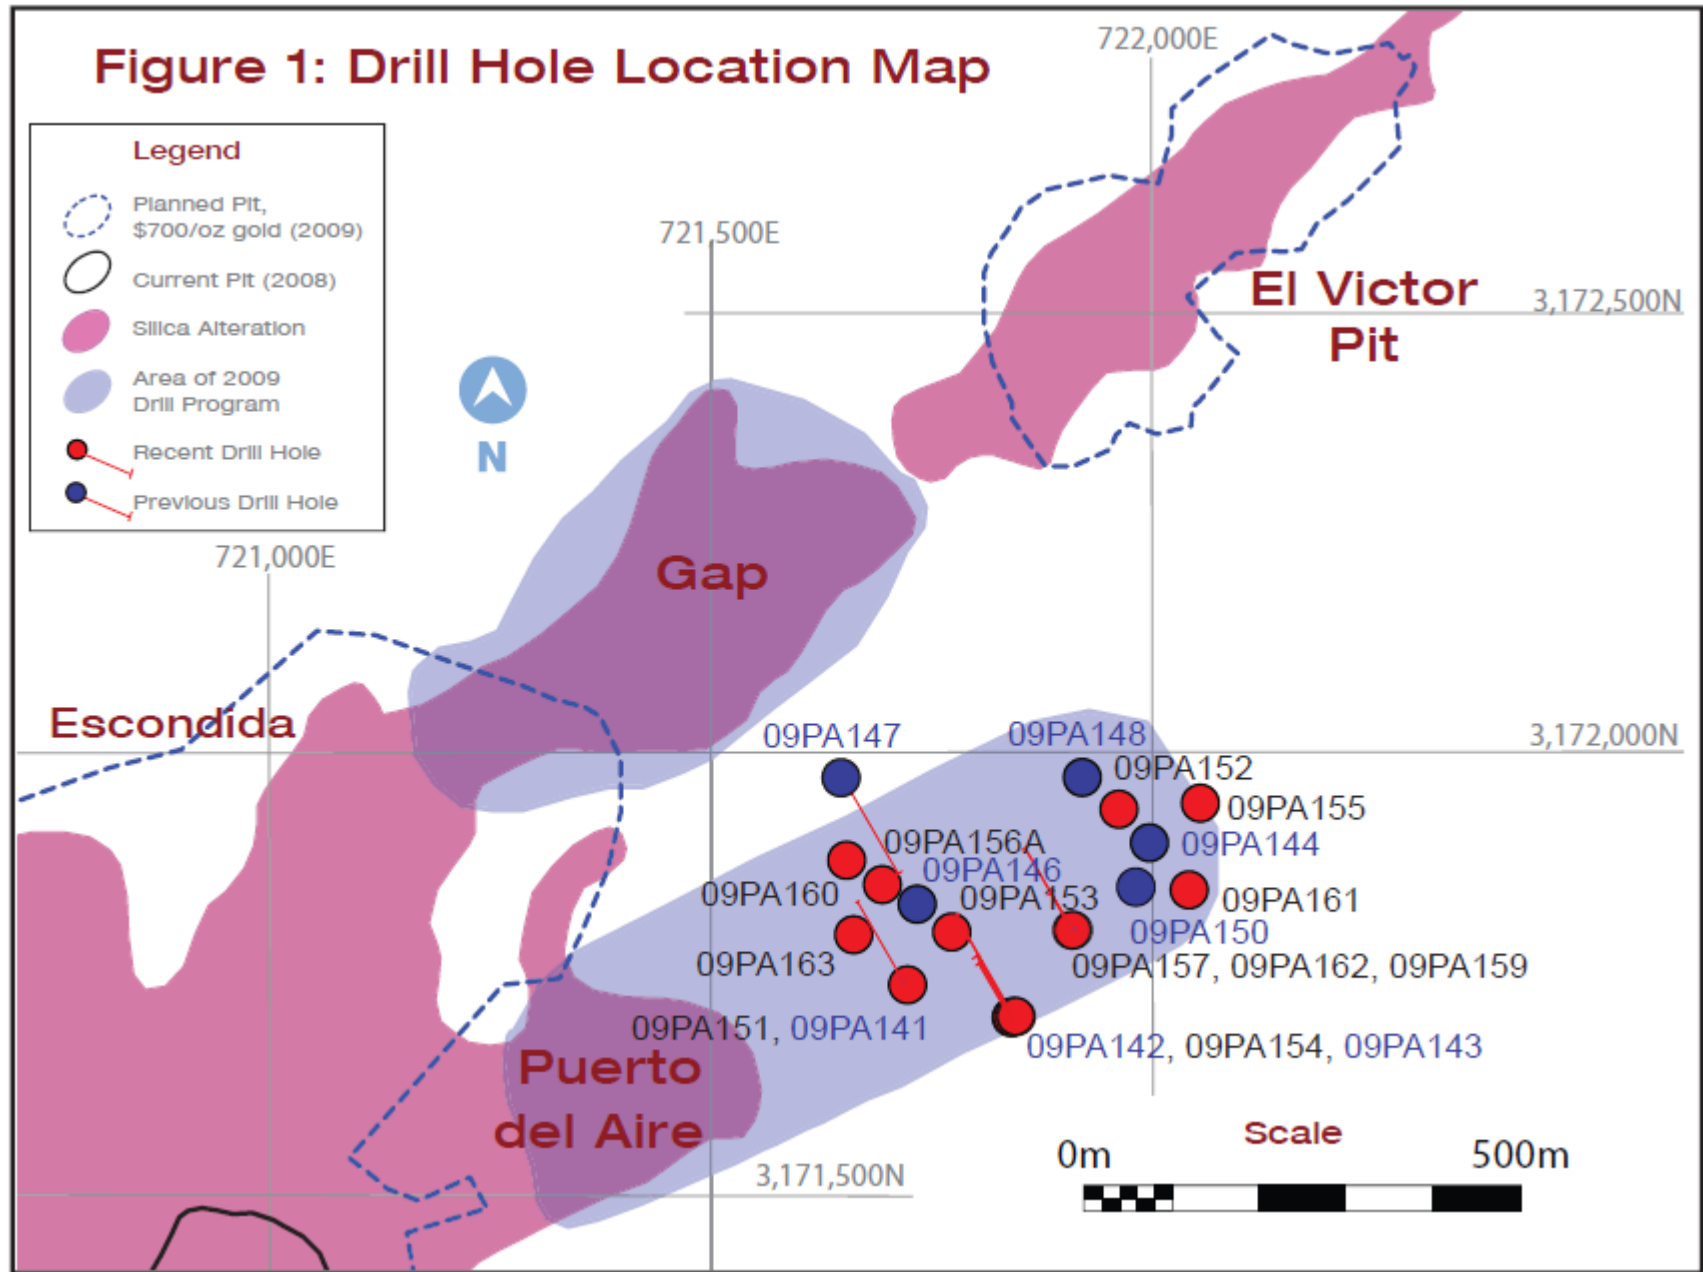 Figure 1: Drill Hole Location Map
722,000E
Legend
Planned Pit,
$700/oz gold (2009)
Current Pit (2008)
Silica Alteration
Area of 2009
Drill Program
Recent Drill Hole
Previous Drill Hole
721,500E
El Victor
Pit
3,172,500N
N
721,000E
Gap
Escondida
09PA147
09PA148
3,172,000N
09PA152
09PA155
09PA156A
09PA144
09PA146
09PA160
09PA153
09PA161
09PA150
09PA163
09PA157, 09PA162, 09PA159
09PA151, 09PA141
09PA142, 09PA154, 09PA143
Puerto
del Aire
3,171,500N
Scale
0m 500m